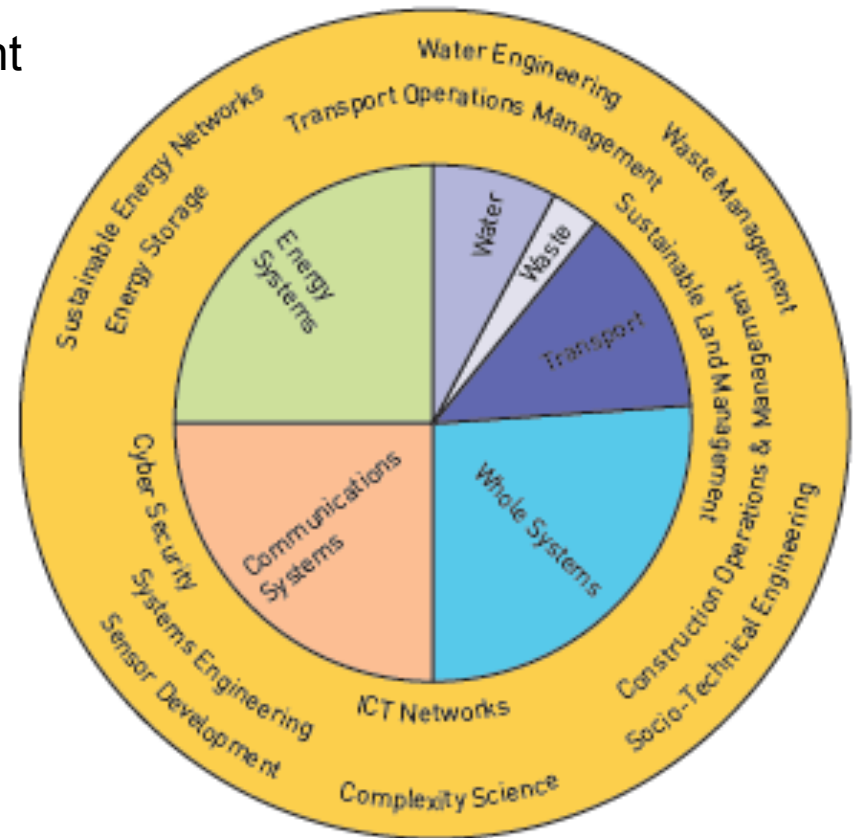 nt
Water Engineering
Transport Operations Management
Waste Management
Sustainable Land Management
Construction Operations & Management
Socio-Technical Engineering
Complexity Science
ICT Networks
Sensor Development
Systems Engineering
Cyber Security
Energy Storage
Sustainable Energy Networks
Energy
Systems
Water
Waste
Transport
Whole Systems
Communications
Systems